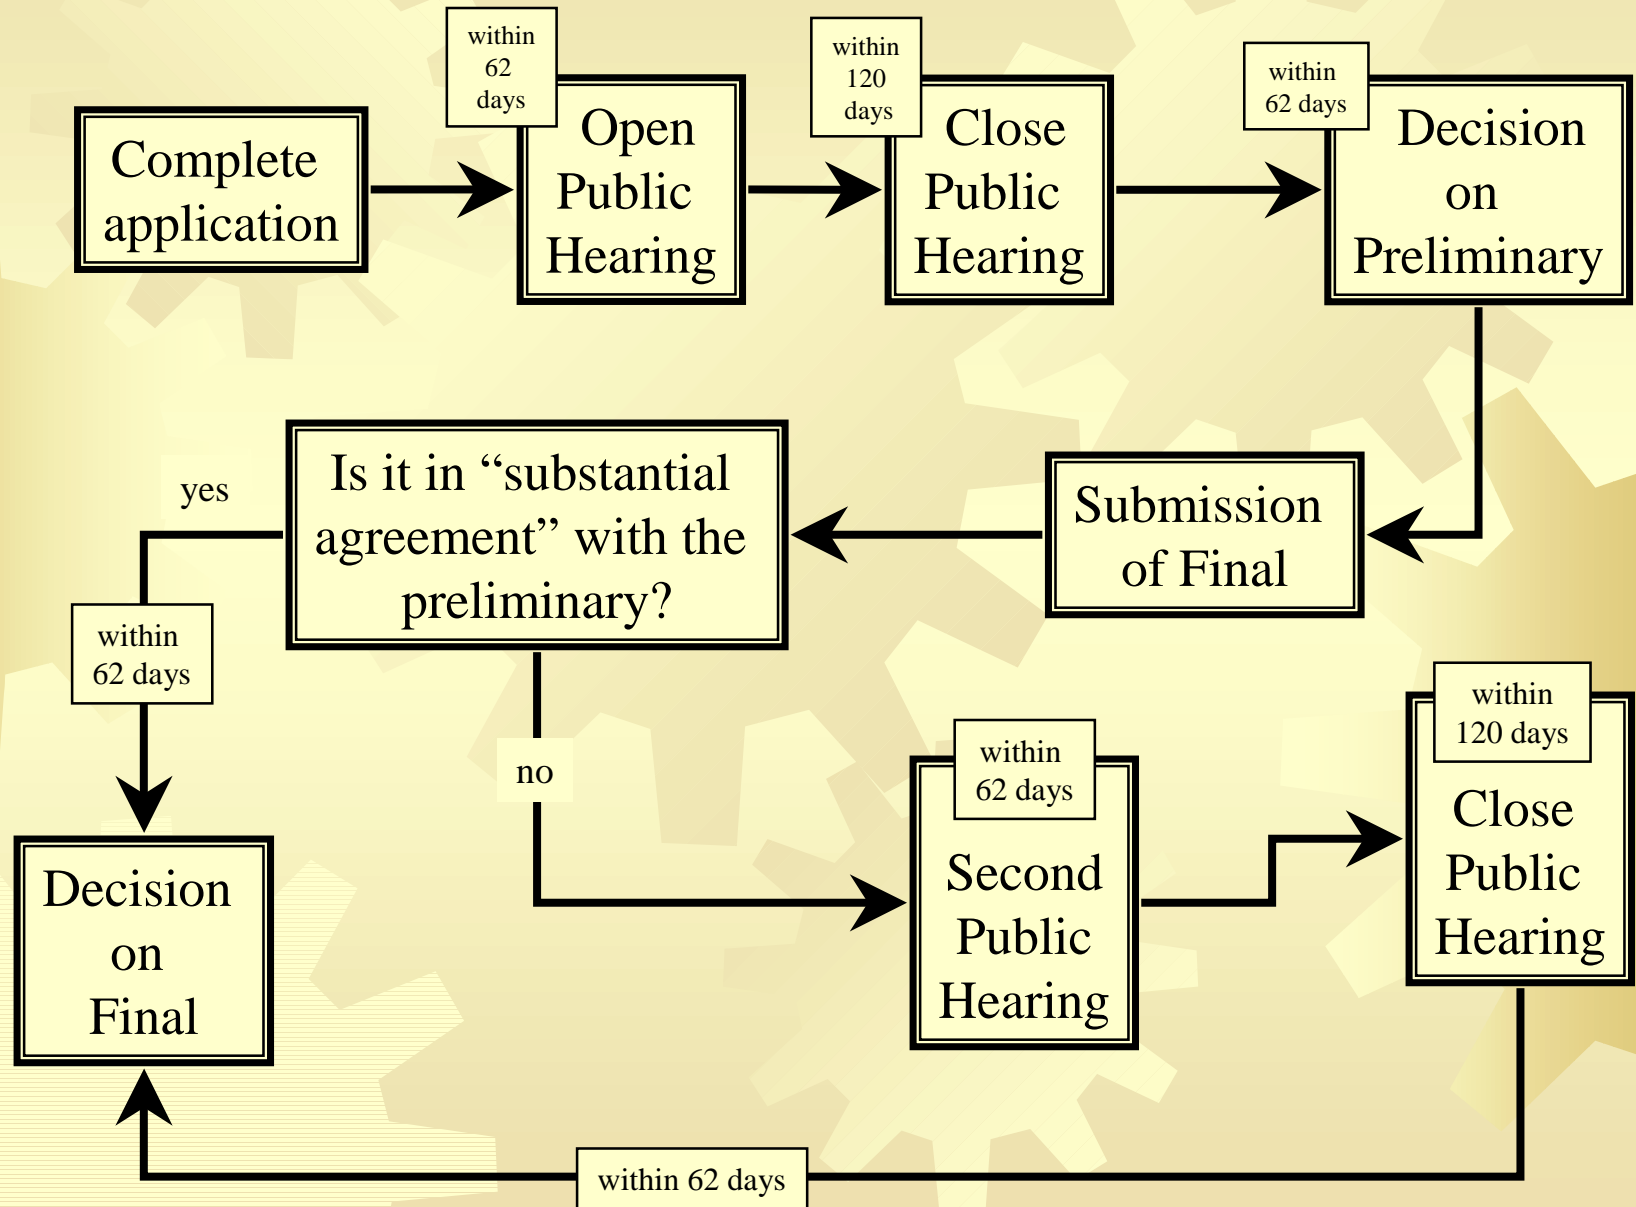 within
62
days
Open
Public
Hearing
within
120
days
Close
Public
Hearing
within
62 days
Decision
on
Preliminary
Complete
application
Is it in “substantial
agreement” with the
preliminary?
Submission
of Final
yes
within
62 days
no
within
62 days
Second
Public
Hearing
within
120 days
Close
Public
Hearing
Decision
on
Final
within 62 days